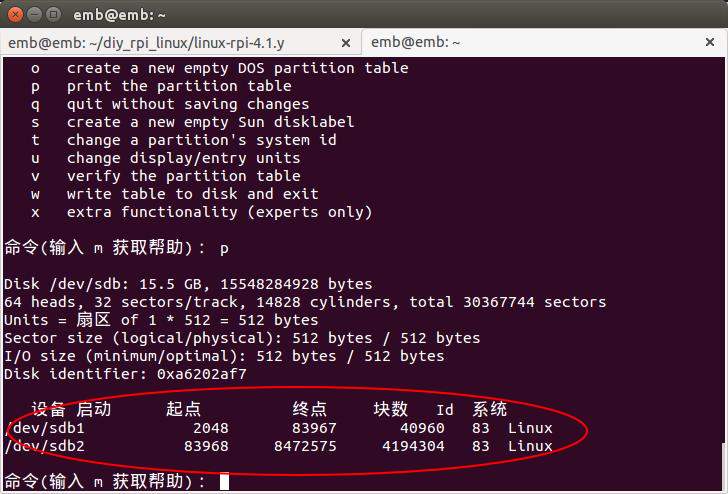 emb@emb: ~
emb@emb: ~/diy_rpi_linux/linux-rpi-4.1.y × emb@emb: ~ ×
o create a new empty DOS partition table
p print the partition table
q quit without saving changes
s create a new empty Sun disklabel
t change a partition's system id
u change display/entry units
v verify the partition table
w write table to disk and exit
x extra functionality (experts only)
命令(输入 m 获取帮助)： p
Disk /dev/sdb: 15.5 GB, 15548284928 bytes
64 heads, 32 sectors/track, 14828 cylinders, total 30367744 sectors
Units = 扇区 of 1 * 512 = 512 bytes
Sector size (logical/physical): 512 bytes / 512 bytes
I/O size (minimum/optimal): 512 bytes / 512 bytes
Disk identifier: 0xa6202af7
设备 启动 起点 终点 块数 Id 系统
/dev/sdb1 2048 83967 40960 83 Linux
/dev/sdb2 83968 8472575 4194304 83 Linux
命令(输入 m 获取帮助)：